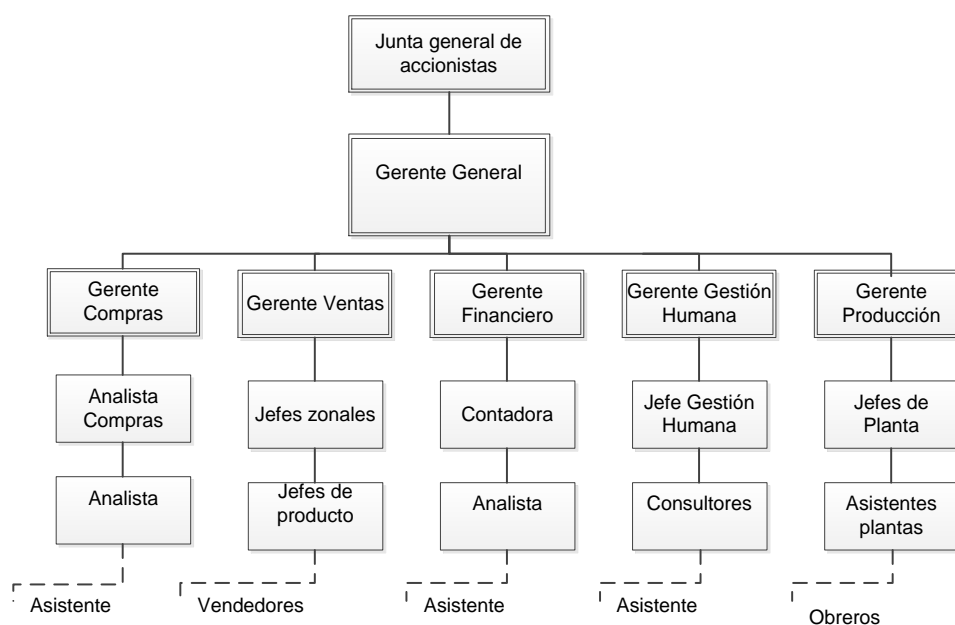 Junta general de
accionistas
Gerente General
Gerente
Compras
Gerente Ventas
Gerente
Financiero
Gerente Gestión
Humana
Gerente
Producción
Analista
Compras
Jefes zonales
Contadora
Jefe Gestión
Humana
Jefes de
Planta
Analista
Jefes de
producto
Analista
Consultores
Asistentes
plantas
Asistente
Vendedores
Asistente
Asistente
Obreros